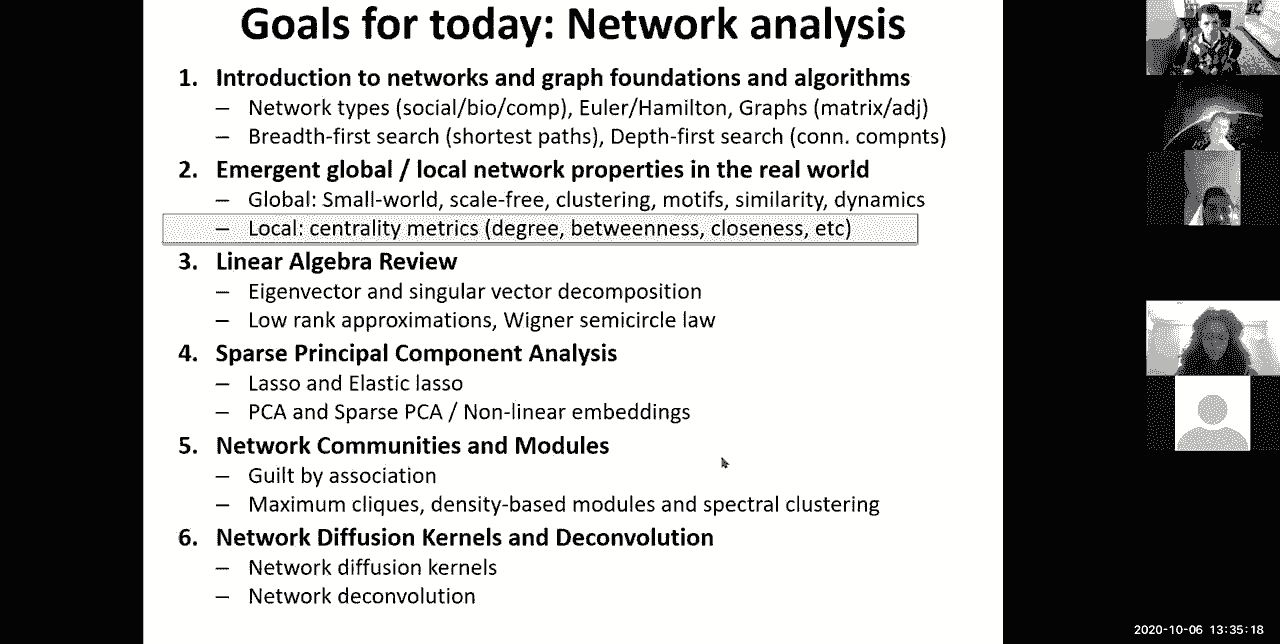 Goals for today: Network analysis
1. Introduction to networks and graph foundations and algorithms
– Network types (social/bio/comp), Euler/Hamilton, Graphs (matrix/adj)
– Breadth-first search (shortest paths), Depth-first search (conn. compnts)
2. Emergent global / local network properties in the real world
– Global: Small-world, scale-free, clustering, motifs, similarity, dynamics
– Local: centrality metrics (degree, betweenness, closeness, etc)
3. Linear Algebra Review
– Eigenvector and singular vector decomposition
– Low rank approximations, Wigner semicircle law
4. Sparse Principal Component Analysis
– Lasso and Elastic lasso
– PCA and Sparse PCA / Non-linear embeddings
5. Network Communities and Modules
– Guilt by association
– Maximum cliques, density-based modules and spectral clustering
6. Network Diffusion Kernels and Deconvolution
– Network diffusion kernels
– Network deconvolution
2020-10-06 13:35:18